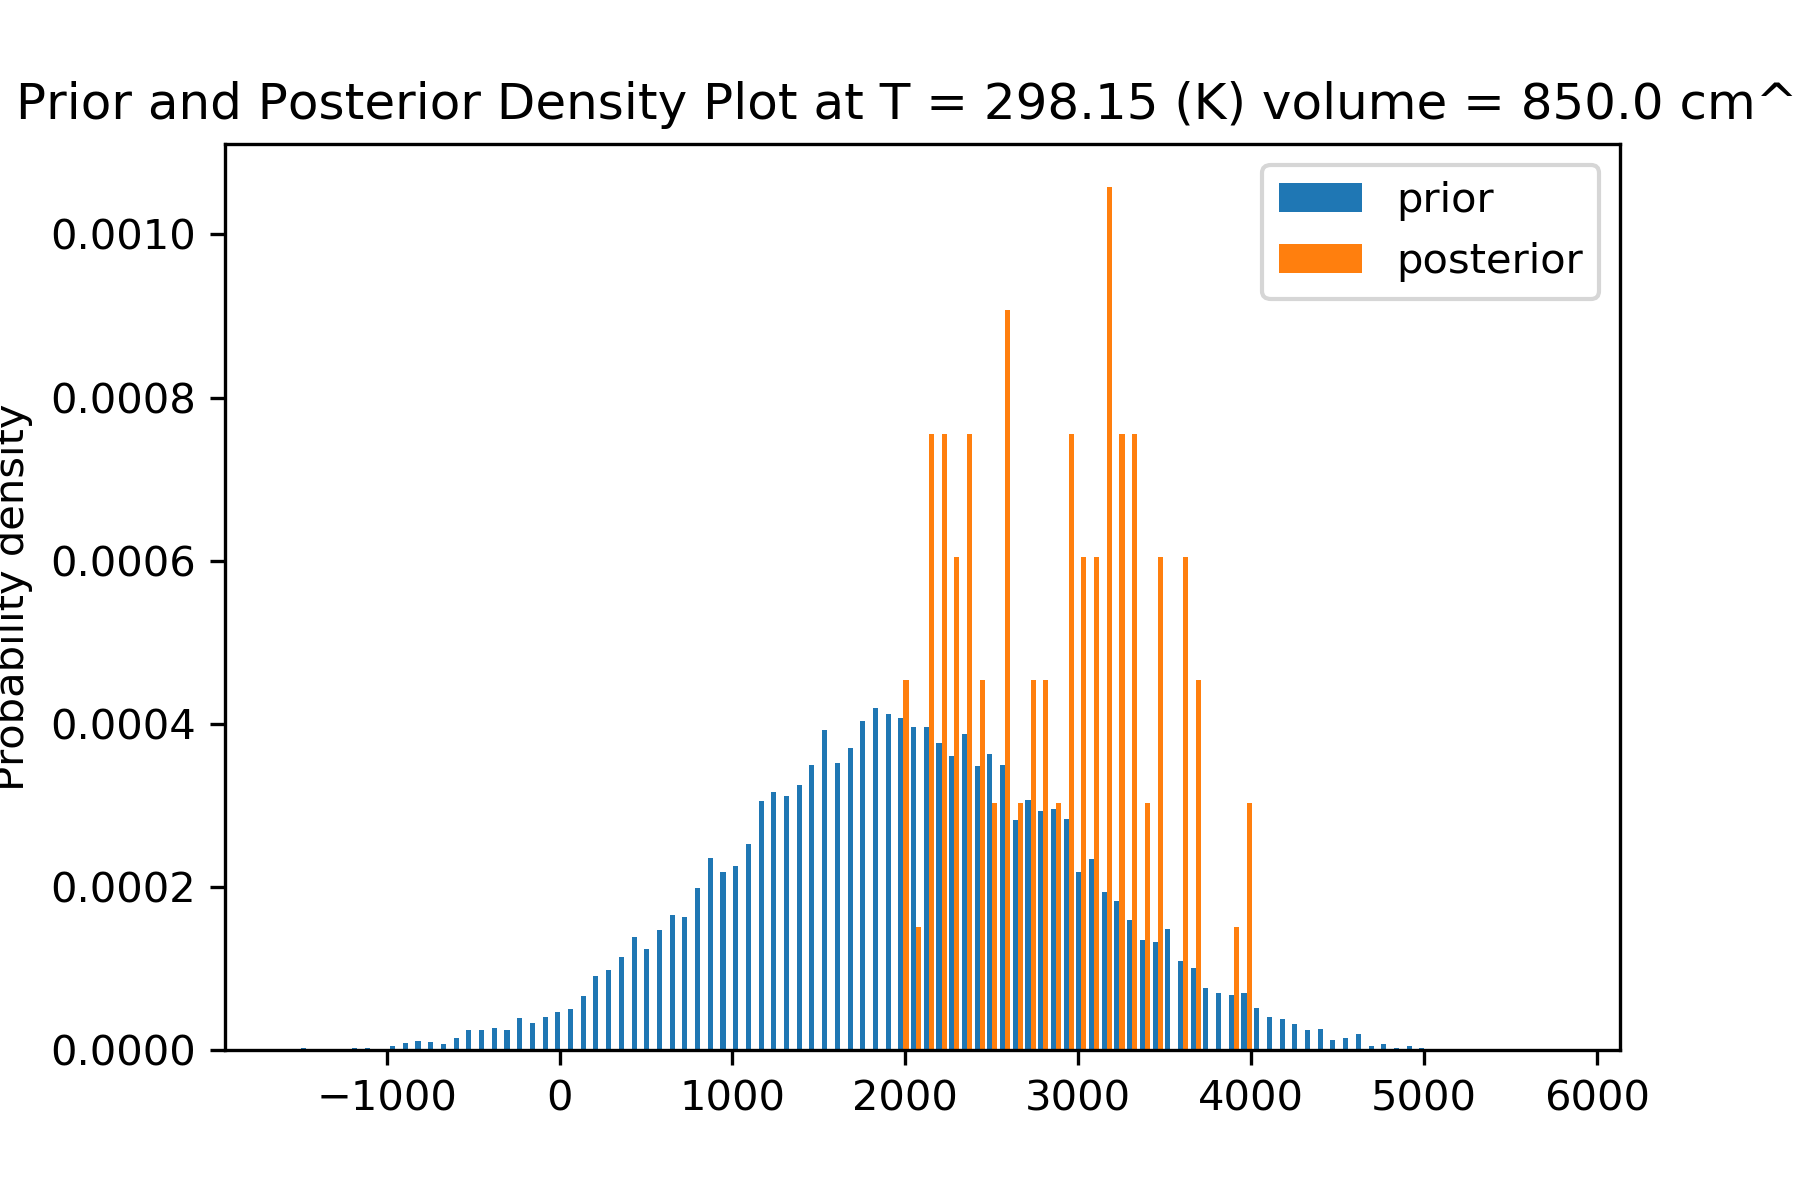 Prior and Posterior Density Plot at T = 298.15 (K) volume = 850.0 cm^
prior
posterior
Probability density
0.0010
0.0008
0.0006
0.0004
0.0002
0.0000
−1000 0 1000 2000 3000 4000 5000 6000